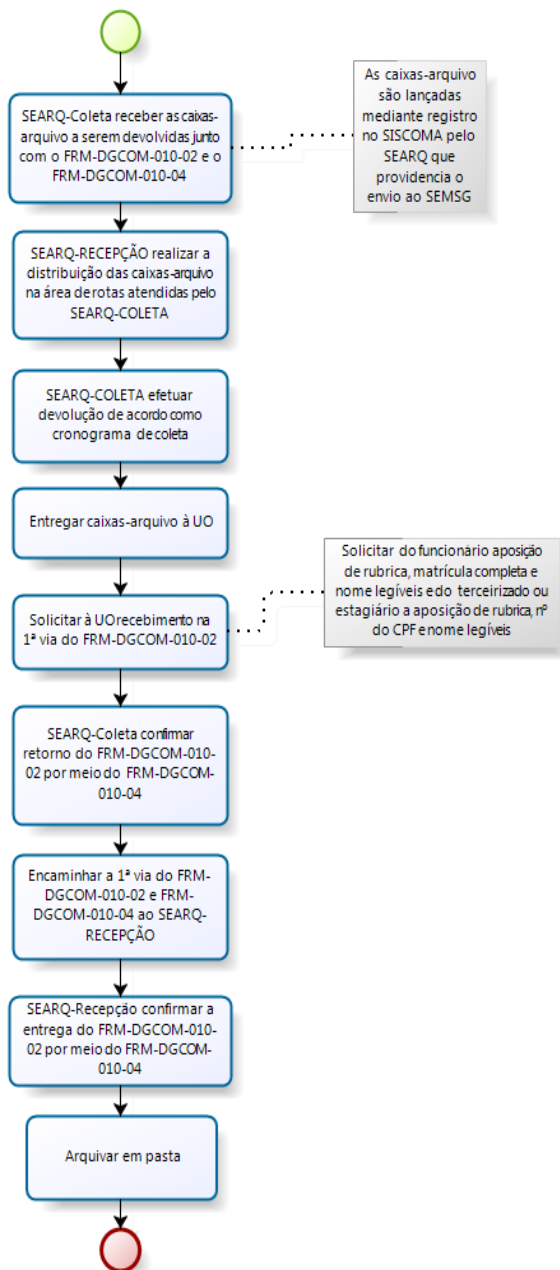 SEARQ-Coleta receber as caixas-
arquivo a serem devolvidas junto
com o FRM-DGCOM-010-02 e o
FRM-DGCOM-010-04
As caixas-arquivo
são lançadas
mediante registro
no SISCOMA pelo
SEARQ que
providencia o
envio ao SEMSG
SEARQ-RECEPÇÃO realizar a
distribuição das caixas-arquivo
na área de rotas atendidas pelo
SEARQ-COLETA
SEARQ-COLETA efetuar
devolução de acordo como
cronograma de coleta
Entregar caixas-arquivo à UO
Solicitar à UO recebimento na
1ª via do FRM-DGCOM-010-02
Solicitar do funcionário aposição
de rubrica, matrícula completa e
nome legíveis e do terceirizado ou
estagiário a aposição de rubrica, nº
do CPF e nome legíveis
SEARQ-Coleta confirmar
retorno do FRM-DGCOM-010-
02 por meio do FRM-DGCOM-
010-04
Encaminhar a 1ª via do FRM-
DGCOM-010-02 e FRM-
DGCOM-010-04 ao SEARQ-
RECEPÇÃO
SEARQ-Recepção confirmar a
entrega do FRM-DGCOM-010-
02 por meio do FRM-DGCOM-
010-04
Arquivar em pasta